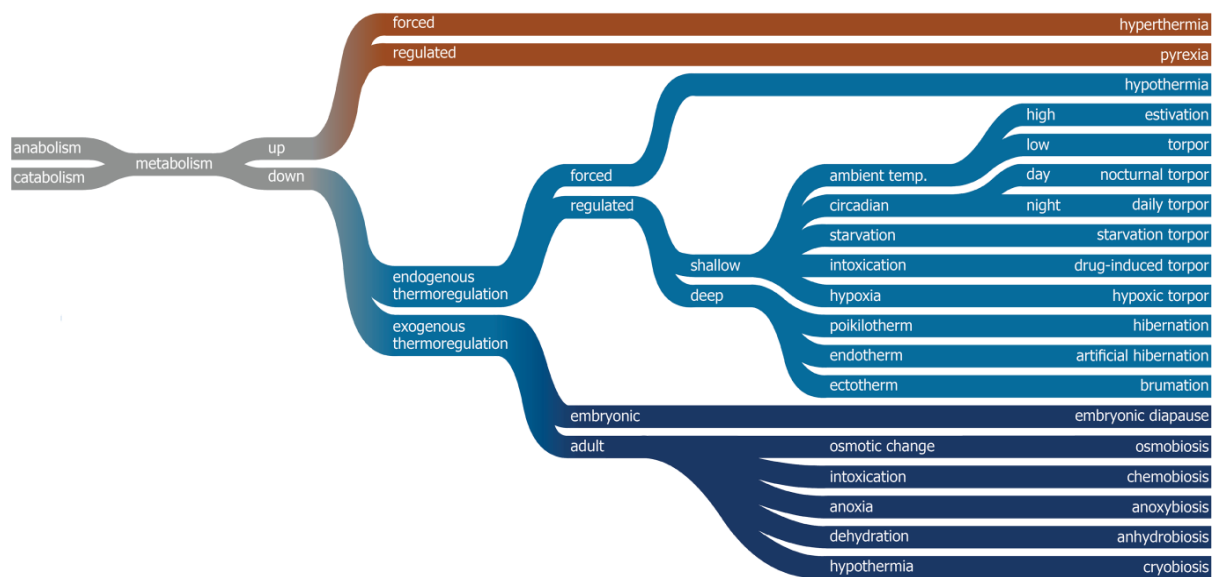 forced hyperthermia
regulated pyrexia
hypothermia
high estivation
anabolism up low torpor
metabolism
catabolism down forced ambient temp. day nocturnal torpor
regulated circadian night daily torpor
starvation starvation torpor
shallow intoxication drug-induced torpor
endogenous
thermoregulation deep hypoxia hypoxic torpor
exogenous
thermoregulation poikilotherm hibernation
endotherm artificial hibernation
ectotherm brumation
embryonic embryonic diapause
adult osmotic change osmobiosis
intoxication chemobiosis
anoxia anoxybiosis
dehydration anhydrobiosis
hypothermia cryobiosis